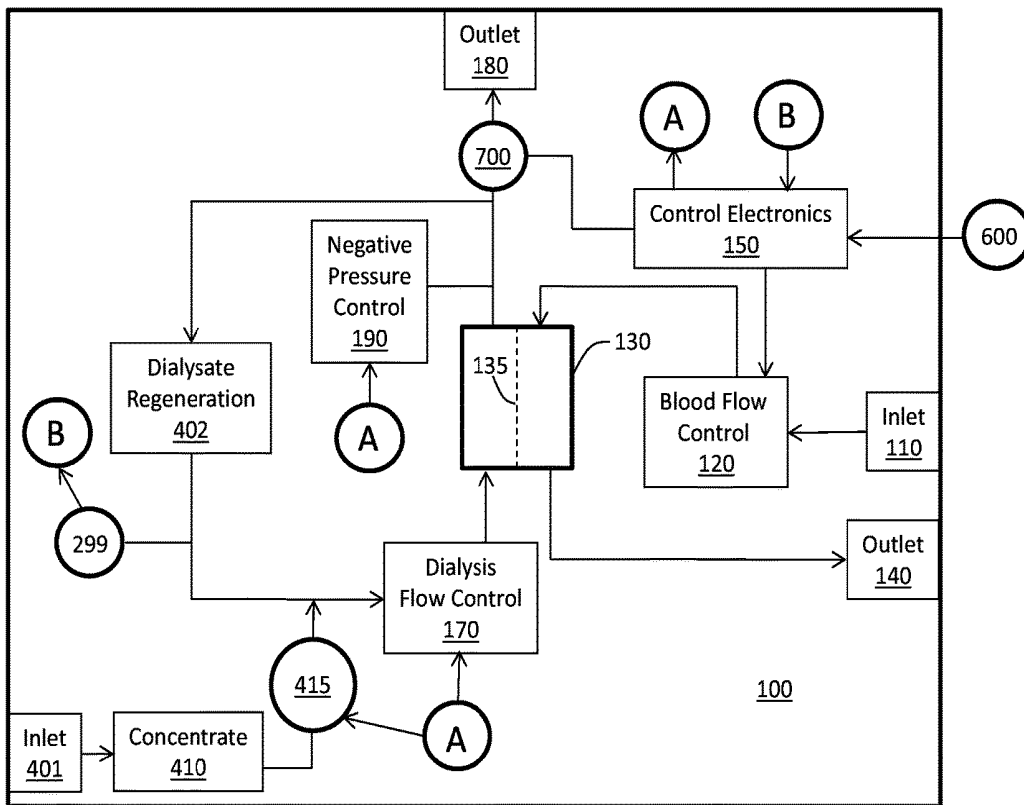 Outlet
180
A
B
700
Control Electronics
150
600
Negative
Pressure
Control
190
130
135
Dialysate
Regeneration
402
Blood Flow
Control
120
Inlet
110
B
A
299
Outlet
140
Dialysis
Flow Control
170
415
100
A
Inlet
401
Concentrate
410